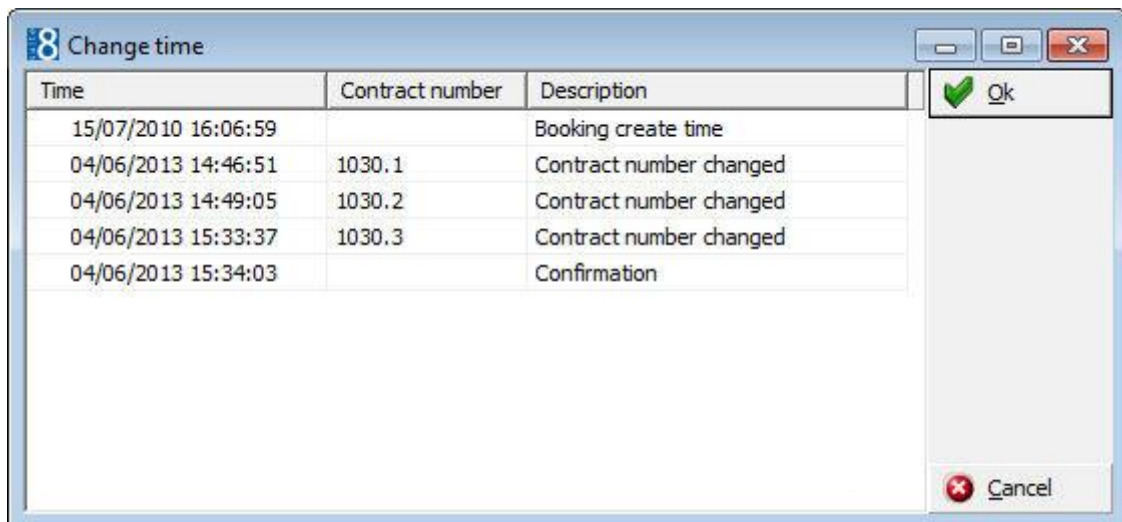 8 Change time
Time Contract number Description Ok
15/07/2010 16:06:59 Booking create time
04/06/2013 14:46:51 1030.1 Contract number changed
04/06/2013 14:49:05 1030.2 Contract number changed
04/06/2013 15:33:37 1030.3 Contract number changed
04/06/2013 15:34:03 Confirmation
Cancel